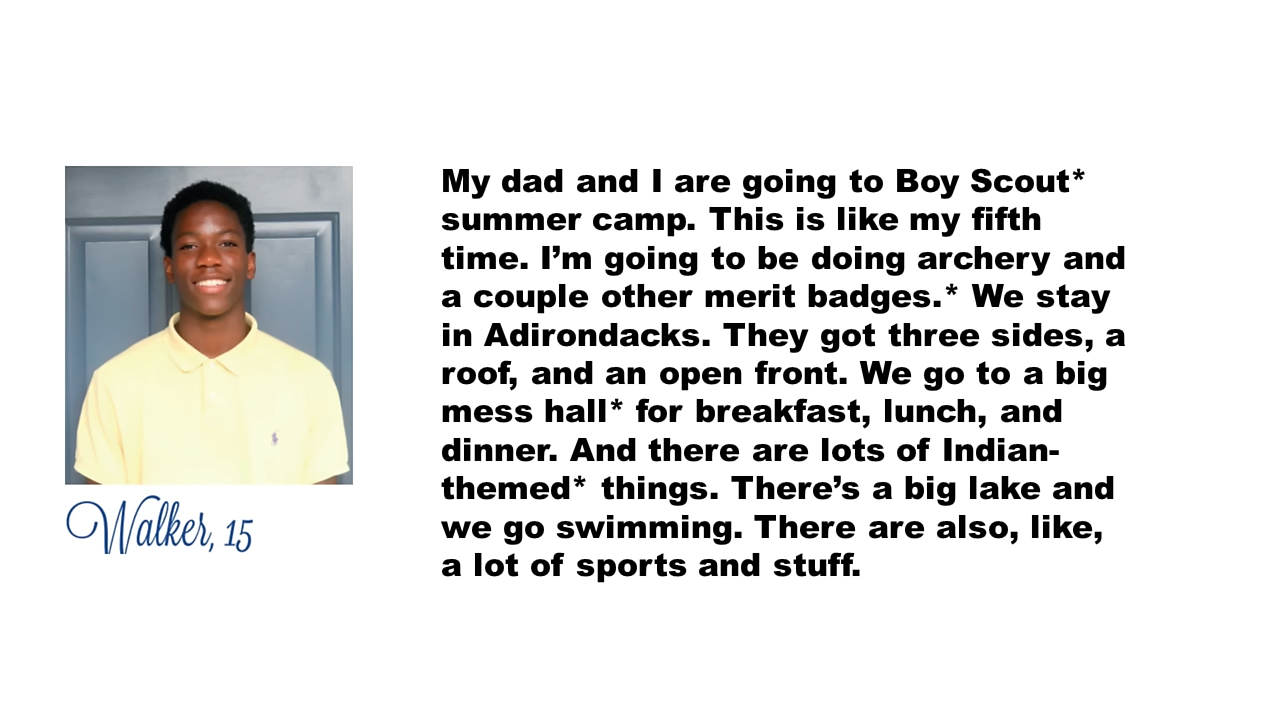 My dad and I are going to Boy Scout*
summer camp. This is like my fifth
time. I’m going to be doing archery and
a couple other merit badges.* We stay
in Adirondacks. They got three sides, a
roof, and an open front. We go to a big
mess hall* for breakfast, lunch, and
dinner. And there are lots of Indian-
themed* things. There’s a big lake and
we go swimming. There are also, like,
a lot of sports and stuff.
Walker, 15